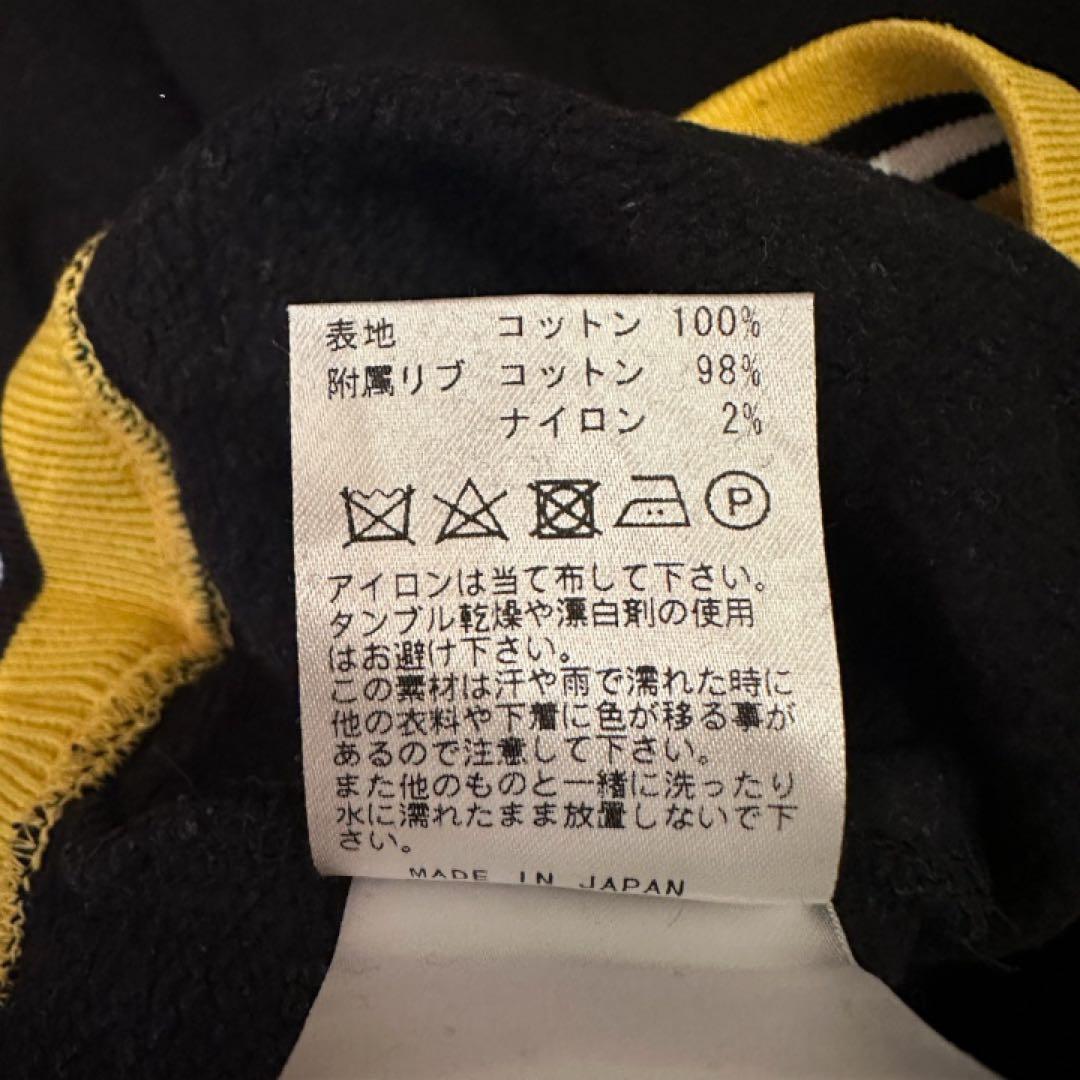 表地 コットン 100%
附属リブ コットン 98%
ナイロン 2%
P
アイロンは当て布して下さい。
タンブル乾燥や漂白剤の使用
はお避け下さい。
この素材は汗や雨で濡れた時に
他の衣料や下着に色が移る事が
あるので注意して下さい。
また他のものと一緒に洗ったり
水に濡れたまま放置しないで下
さい。
MADE IN JAPAN